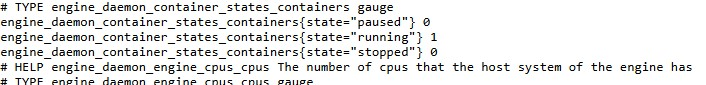 # TYPE engine_daemon_container_states_containers gauge
engine_daemon_container_states_containers{state="paused"} 0
engine_daemon_container_states_containers{state="running"} 1
engine_daemon_container_states_containers{state="stopped"} 0
# HELP engine_daemon_engine_cpus_cpus The number of cpus that the host system of the engine has
# TYPE engine_daemon_engine_cpus_cpus gauge